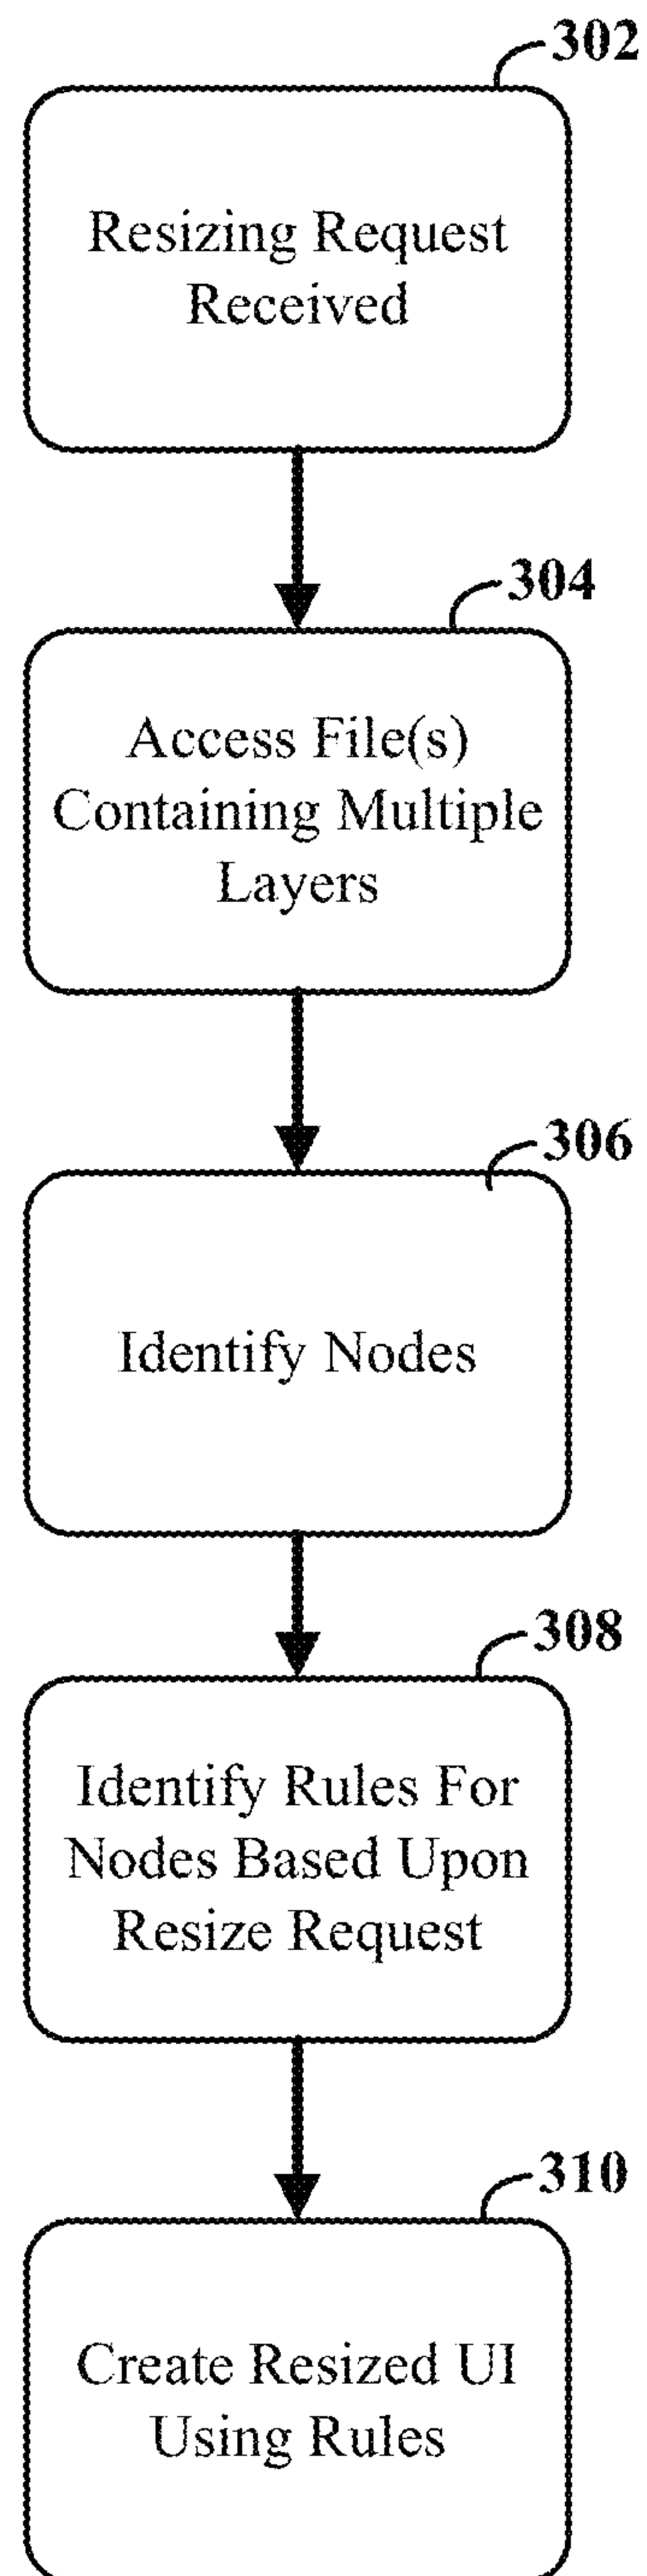 302
Resizing Request
Received
304
Access File(s)
Containing Multiple
Layers
306
Identify Nodes
308
Identify Rules For
Nodes Based Upon
Resize Request
310
Create Resized UI
Using Rules